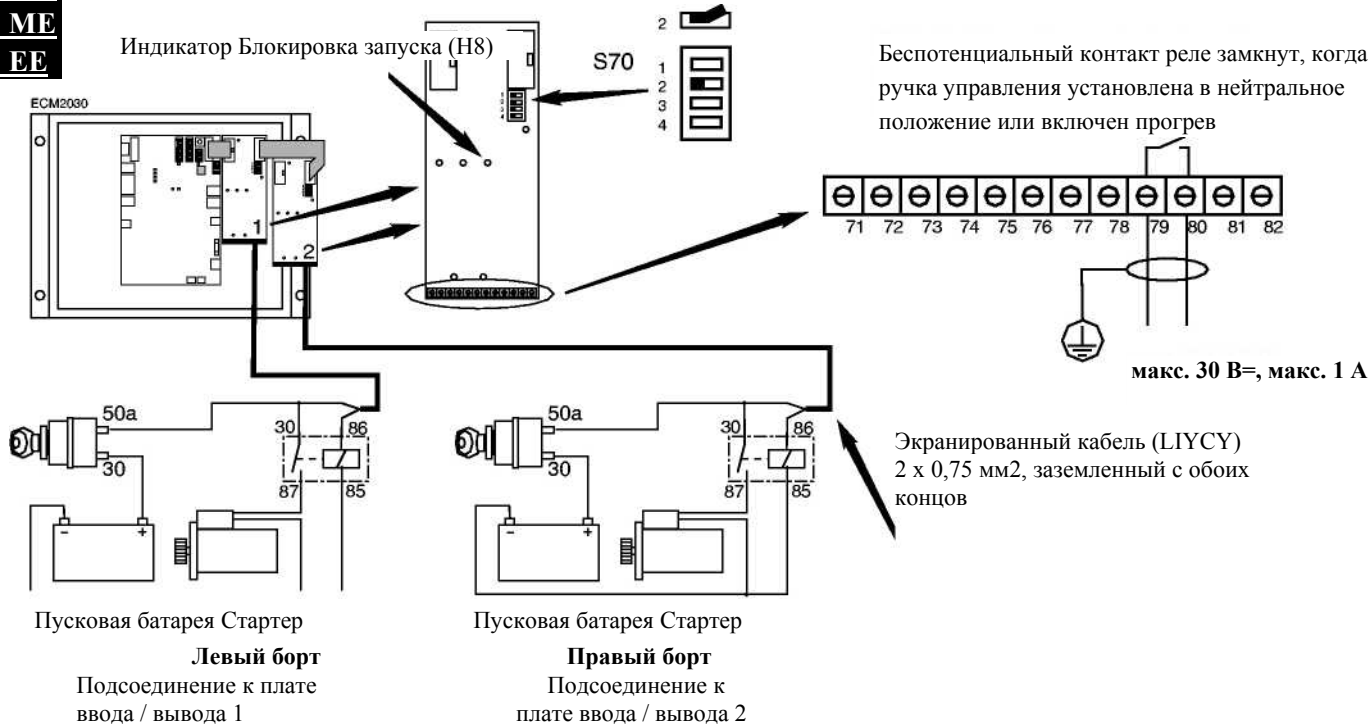 ME
EE
Индикатор Блокировка запуска (H8)
2
S70
1
2
3
4
Беспотенциальный контакт реле замкнут, когда
ручка управления установлена в нейтральное
положение или включен прогрев
ECM2030
1
2
71 72 73 74 75 76 77 78 79 80 81 82
макс. 30 В=, макс. 1 А
50a
30
30
86
87
85
- +
50a
30
30
86
87
85
- +
Экранированный кабель (LIYCY)
2 x 0,75 мм2, заземленный с обоих
концов
Пусковая батарея Стартер
Левый борт
Подсоединение к плате
ввода / вывода 1
Пусковая батарея Стартер
Правый борт
Подсоединение к
плате ввода / вывода 2